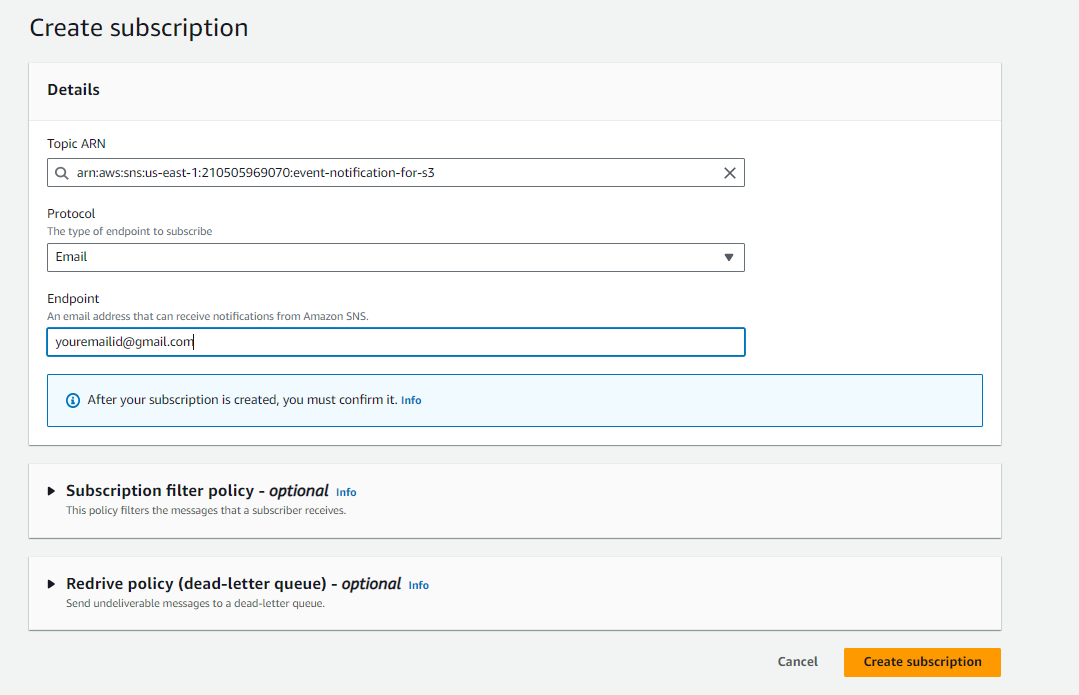 Create subscription
Details
Topic ARN
arn:aws:sns:us-east-1:210505969070:event-notification-for-s3
Protocol
The type of endpoint to subscribe
Email
Endpoint
An email address that can receive notifications from Amazon SNS.
youremailid@gmail.com
After your subscription is created, you must confirm it. Info
Subscription filter policy - optional Info
This policy filters the messages that a subscriber receives.
Redrive policy (dead-letter queue) - optional Info
Send undeliverable messages to a dead-letter queue.
Cancel Create subscription